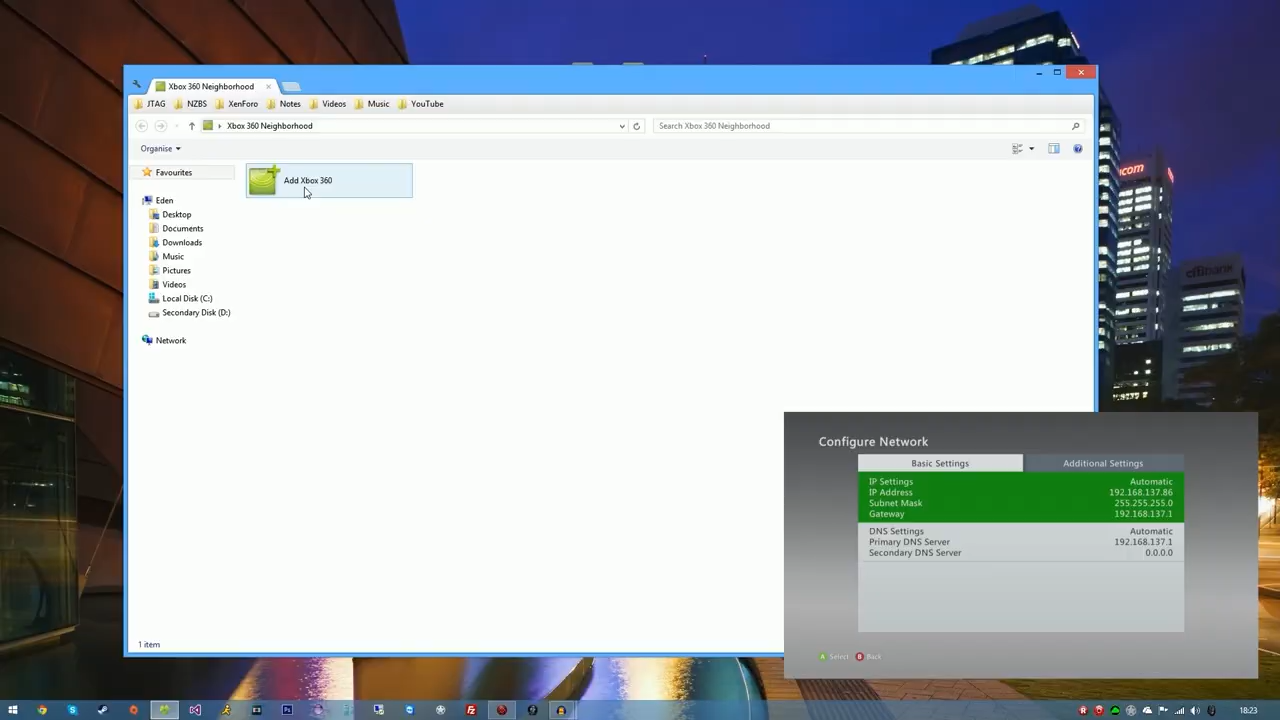 Xbox 360 Neighborhood
JTAG NZBS XenForo Notes Videos Music YouTube
Xbox 360 Neighborhood
Search Xbox 360 Neighborhood
Organise
Favourites
Add Xbox 360
Eden
Desktop
Documents
Downloads
Music
Pictures
Videos
Local Disk (C:)
Secondary Disk (D:)
Network
1 item
com
citibank
Configure Network
Basic Settings Additional Settings
IP Settings Automatic
IP Address 192.168.137.86
Subnet Mask 255.255.255.0
Gateway 192.168.137.1
DNS Settings Automatic
Primary DNS Server 192.168.137.1
Secondary DNS Server 0.0.0.0
A Select B Back
18:23